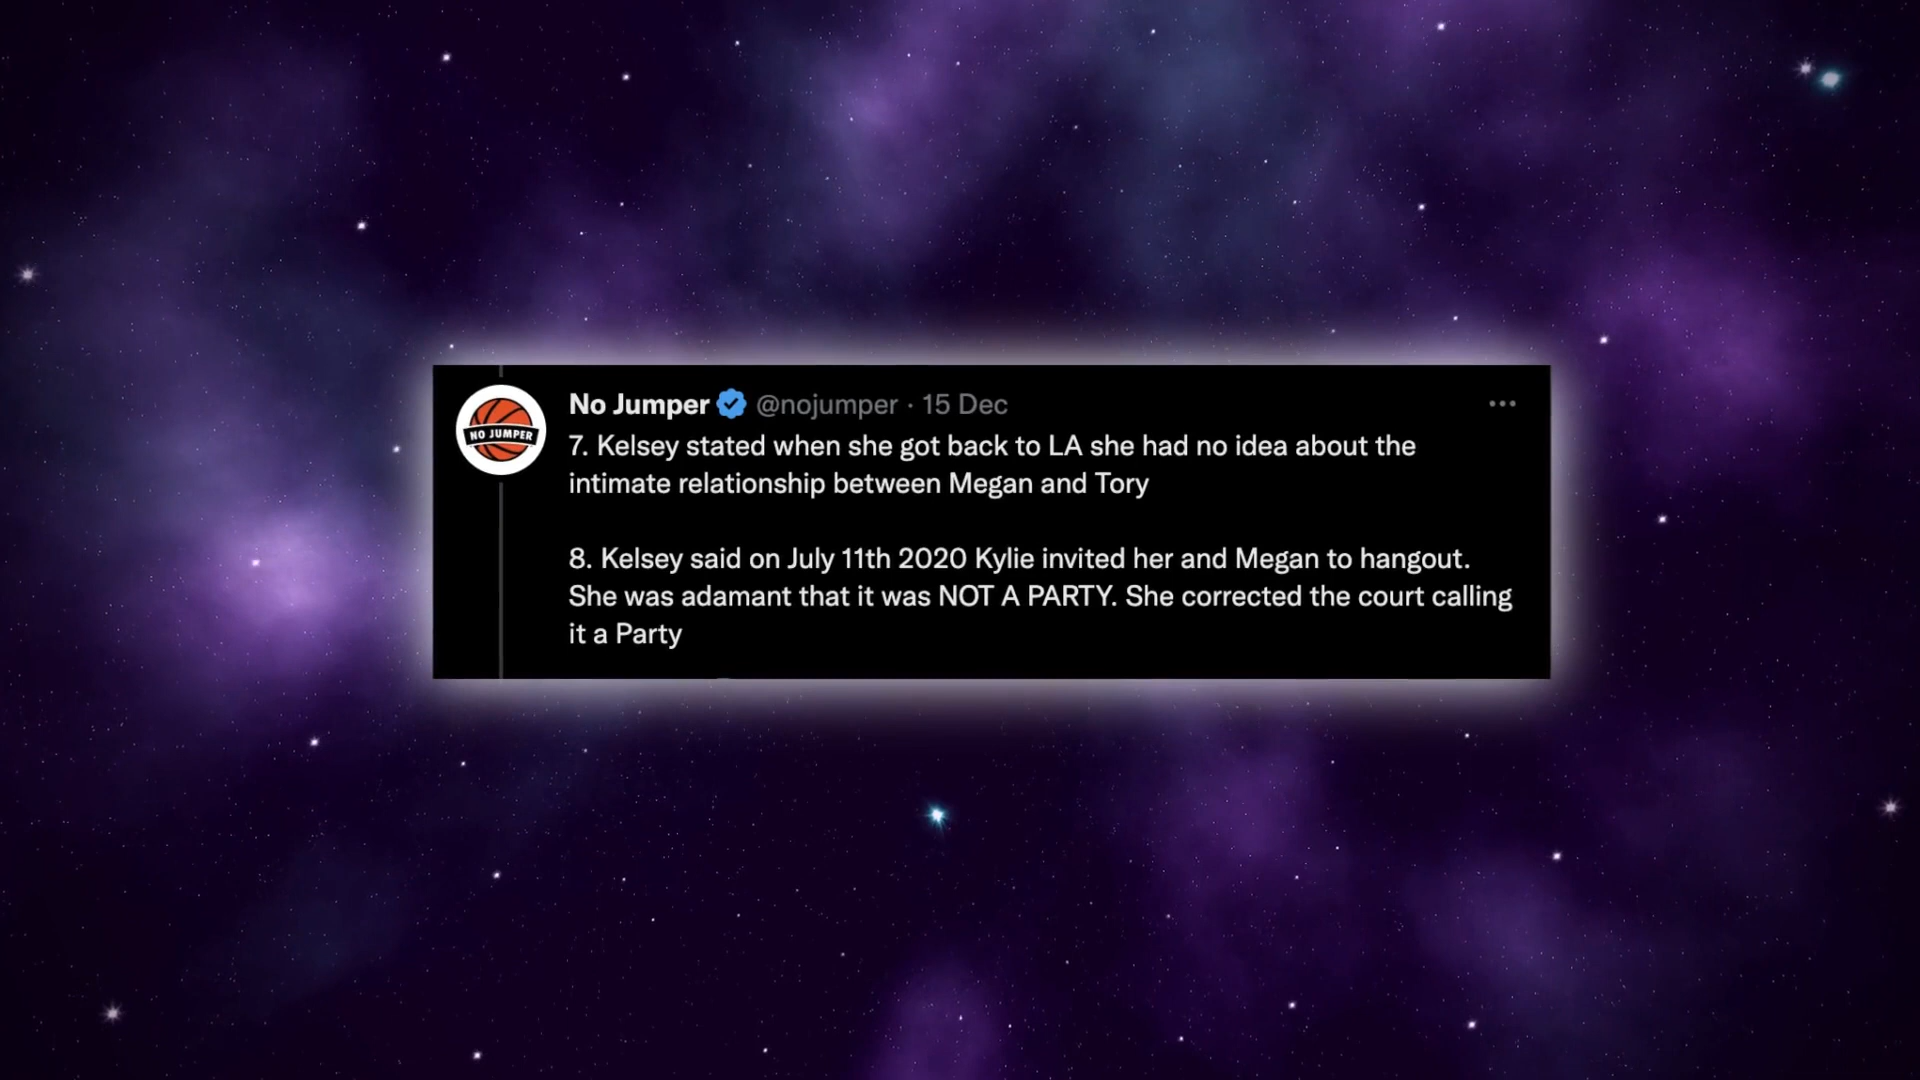 No Jumper @nojumper · 15 Dec
NO JUMPER
7. Kelsey stated when she got back to LA she had no idea about the
intimate relationship between Megan and Tory
8. Kelsey said on July 11th 2020 Kylie invited her and Megan to hangout.
She was adamant that it was NOT A PARTY. She corrected the court calling
it a Party